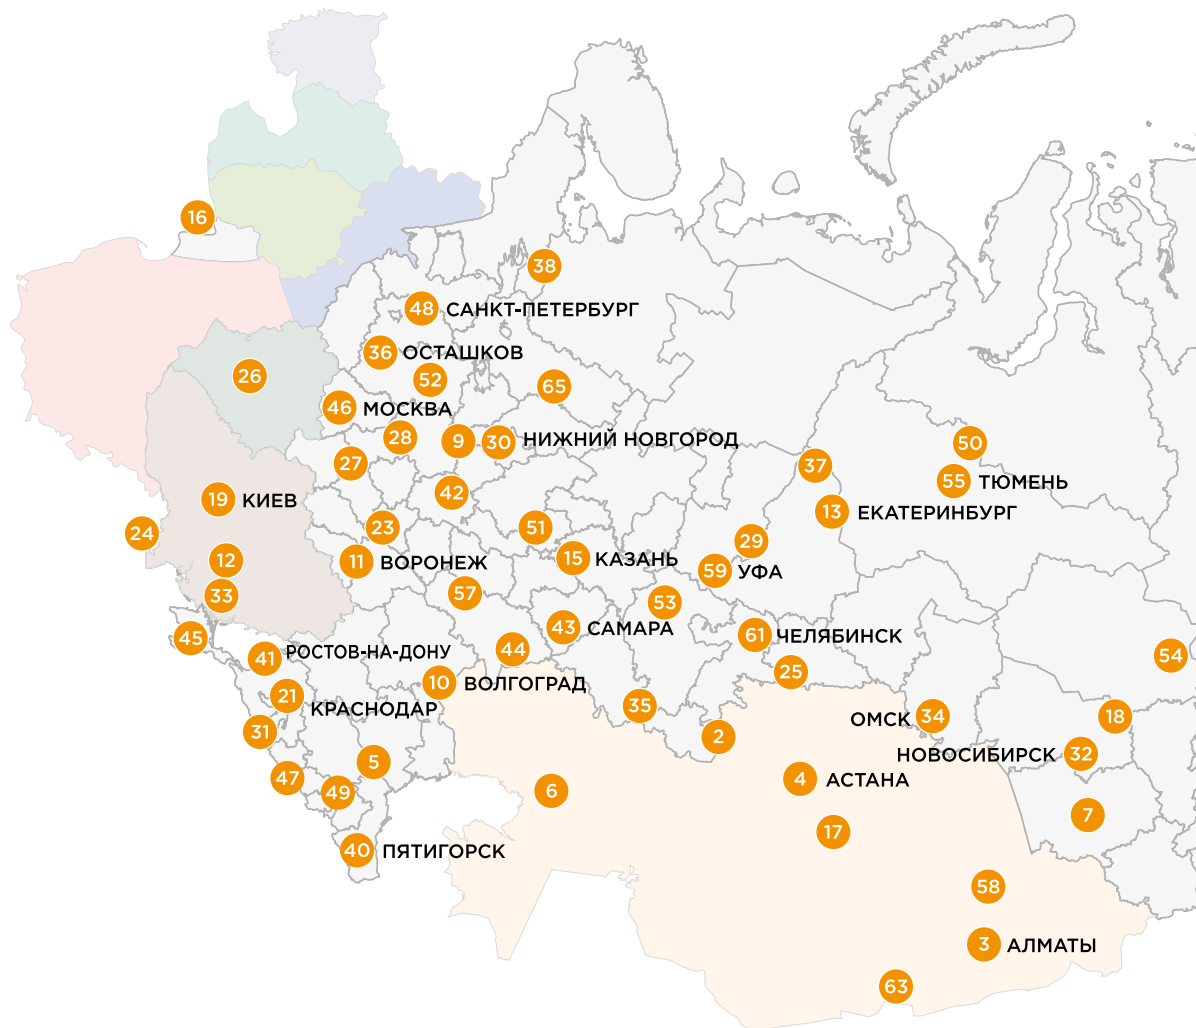 16
38
48 САНКТ-ПЕТЕРБУРГ
36 ОСТАШКОВ
26
52
65
46 МОСКВА
28
9
30 НИЖНИЙ НОВГОРОД
50
27
37
55 ТЮМЕНЬ
42
19 КИЕВ
13 ЕКАТЕРИНБУРГ
24
23
51
29
12
11 ВОРОНЕЖ
15 КАЗАНЬ
59 УФА
33
57
53
45
43 САМАРА
61 ЧЕЛЯБИНСК
41 РОСТОВ-НА-ДОНУ
44
54
25
10 ВОЛГОГРАД
21 КРАСНОДАР
35
ОМСК 34
18
31
2
НОВОСИБИРСК 32
5
47
4 АСТАНА
49
6
7
17
40 ПЯТИГОРСК
58
3 АЛМАТЫ
63